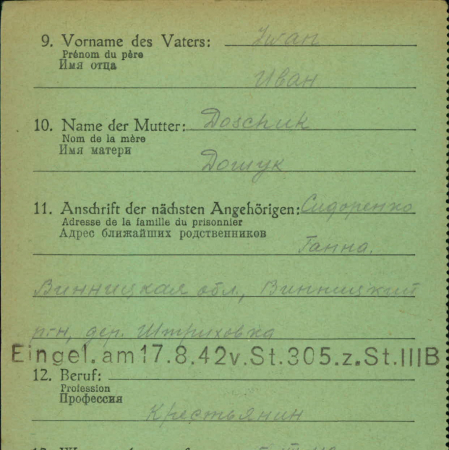 9. Vorname des Vaters: Iwan
Prénom du père
Имя отца
Иван
10. Name der Mutter: Doschuk
Nom de la mère
Имя матери
Дошук
11. Anschrift der nächsten Angehörigen: Сидоренко
Adresse de la famille du prisonnier
Адрес ближайших родственников
Ганна.
Винницкая обл, Винницкий
р-н, дер. Штриховка
Eingel. am 17.8.42 v. St. 305. z. St. III B
12. Beruf:
Profession
Профессия
Крестьянин